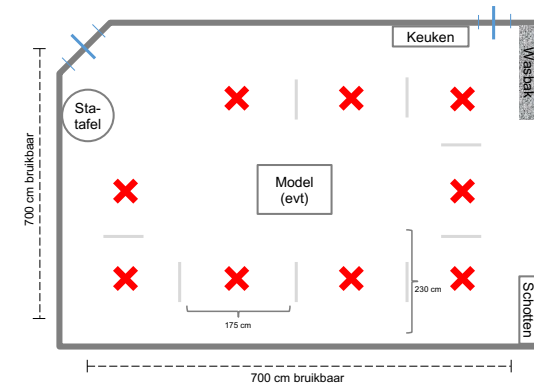 Keuken
Wasbak
Sta-
tafel
700 cm bruikbaar
Model
(evt)
230 cm
Schotten
175 cm
700 cm bruikbaar